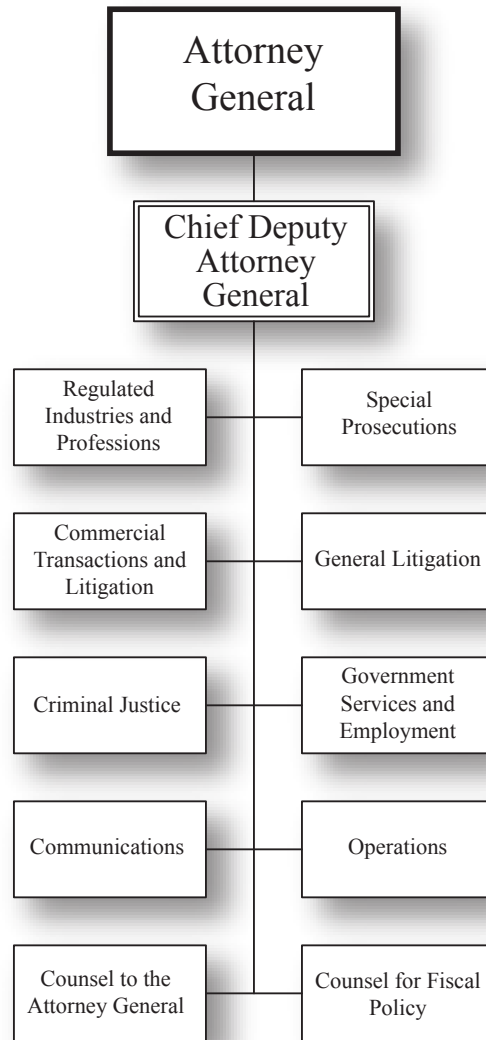 Attorney
General
Chief Deputy
Attorney
General
Regulated
Industries and
Professions
Special
Prosecutions
Commercial
Transactions and
Litigation
General Litigation
Criminal Justice
Government
Services and
Employment
Communications
Operations
Counsel to the
Attorney General
Counsel for Fiscal
Policy